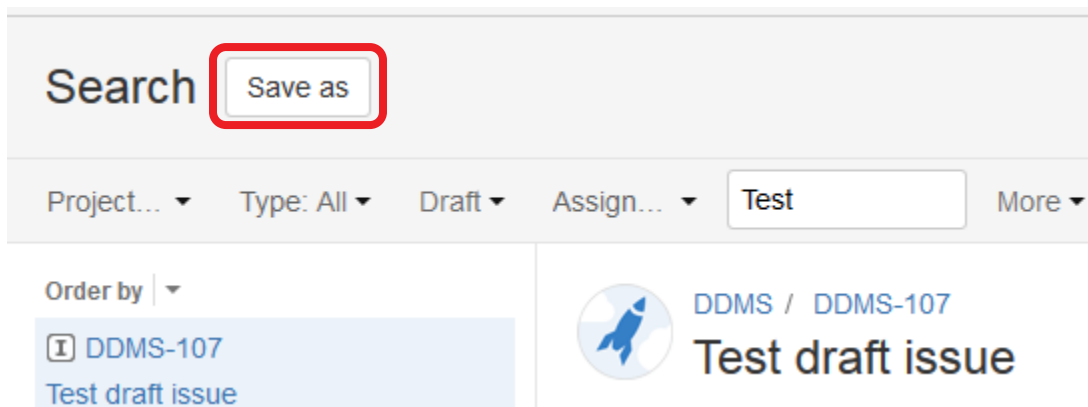 Search Save as
Project... Type: All Draft Assign... Test More
Order by
DDMS / DDMS-107
I DDMS-107
Test draft issue
Test draft issue